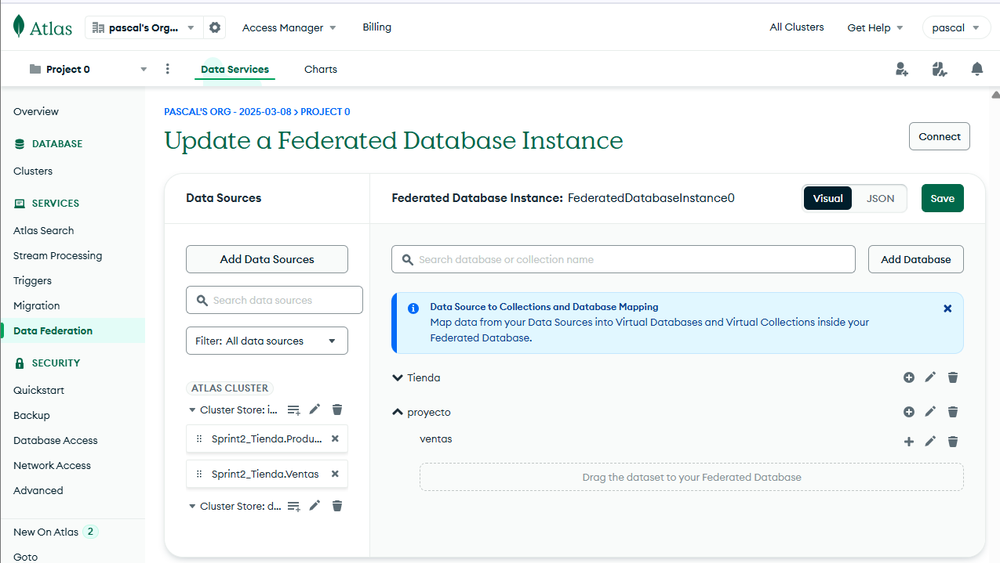 Atlas
pascal's Org...
Access Manager
Billing
All Clusters
Get Help
pascal
Project 0
Data Services
Charts
Overview
DATABASE
Clusters
SERVICES
Atlas Search
Stream Processing
Triggers
Migration
Data Federation
SECURITY
Quickstart
Backup
Database Access
Network Access
Advanced
New On Atlas 2
Goto
PASCAL'S ORG - 2025-03-08 > PROJECT 0
Update a Federated Database Instance
Connect
Data Sources
Add Data Sources
Search data sources
Filter: All data sources
ATLAS CLUSTER
Cluster Store: i...
Sprint2_Tienda.Produ...
Sprint2_Tienda.Ventas
Cluster Store: d...
Federated Database Instance: FederatedDatabaseInstance0
Visual
JSON
Save
Search database or collection name
Add Database
Data Source to Collections and Database Mapping
Map data from your Data Sources into Virtual Databases and Virtual Collections inside your
Federated Database.
Tienda
proyecto
ventas
Drag the dataset to your Federated Database